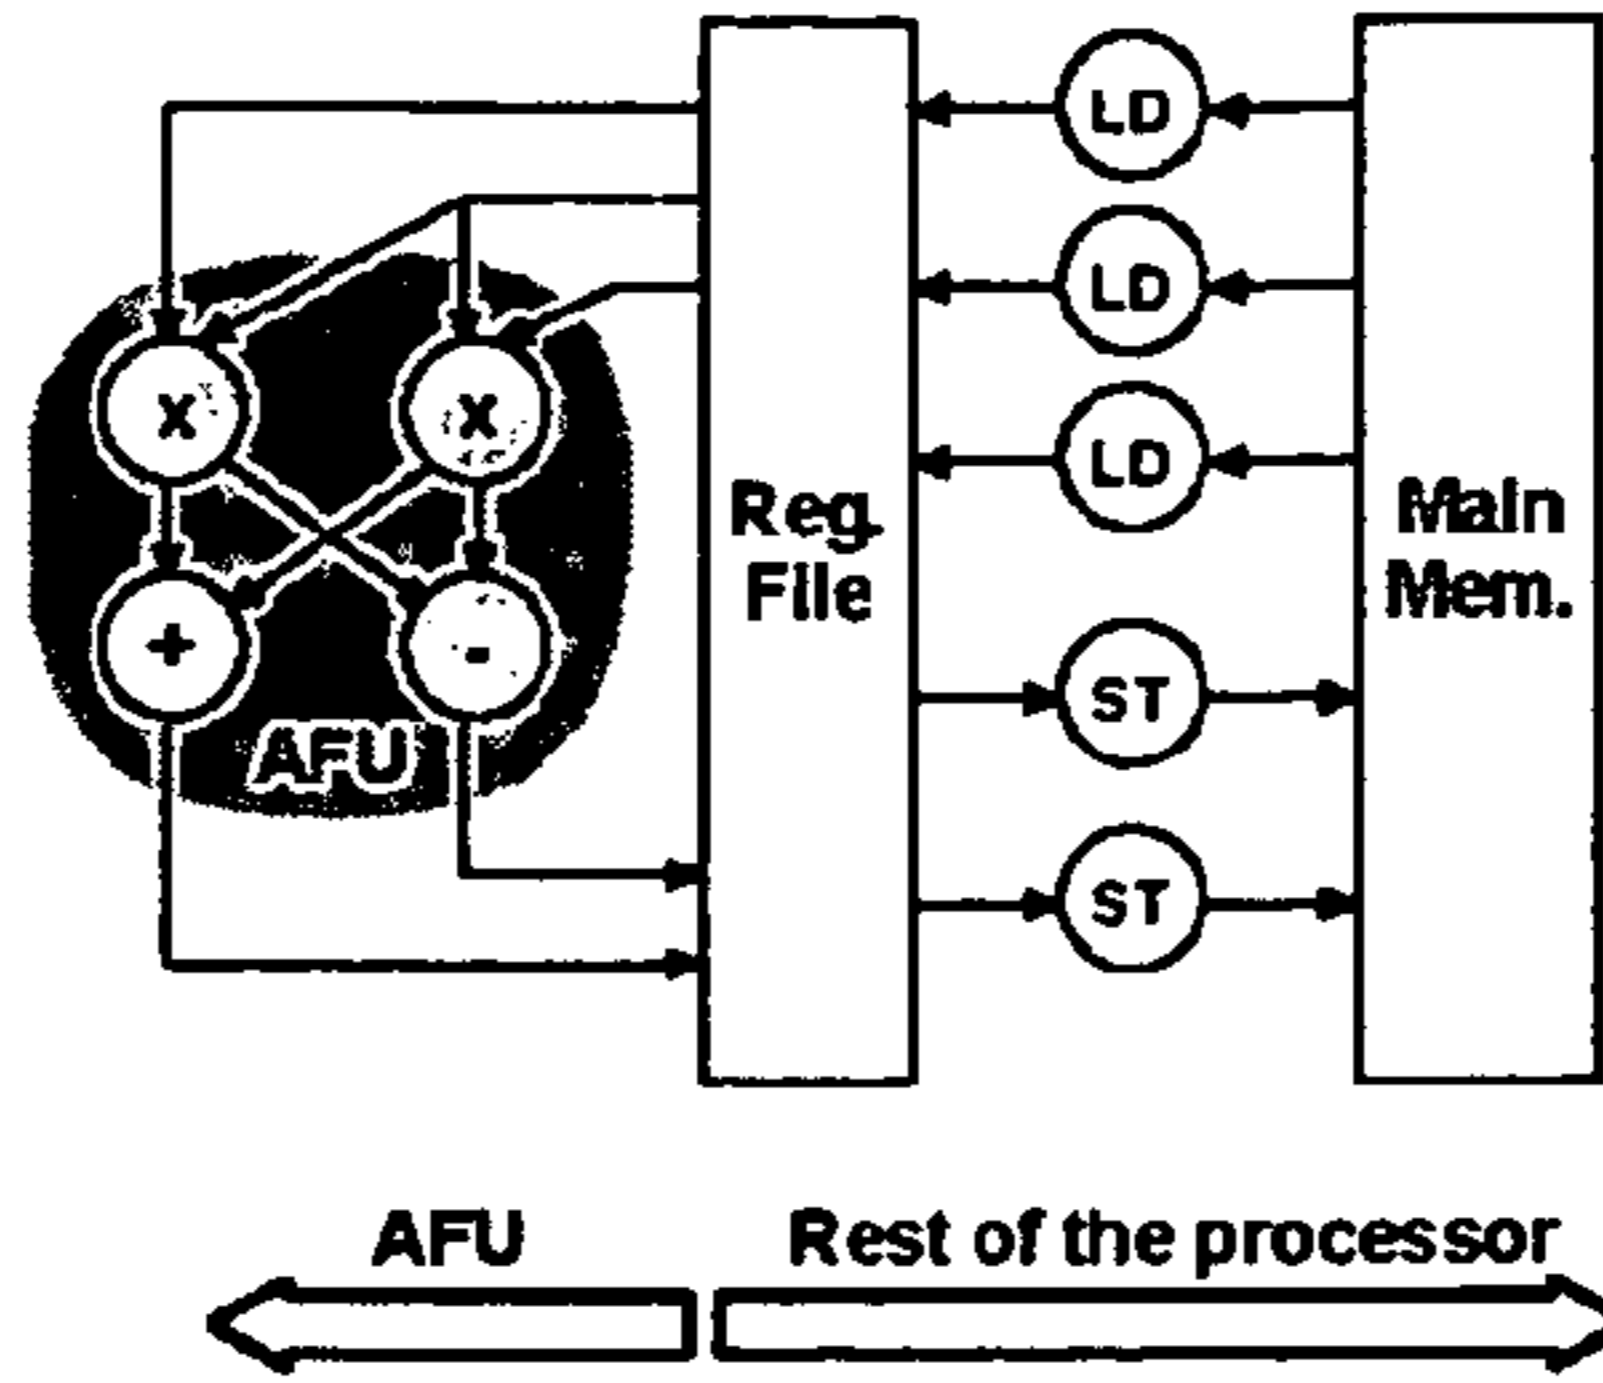 LD
LD
LD
x
x
Reg.
File
Main
Mem.
+
-
ST
AFU
ST
AFU
Rest of the processor